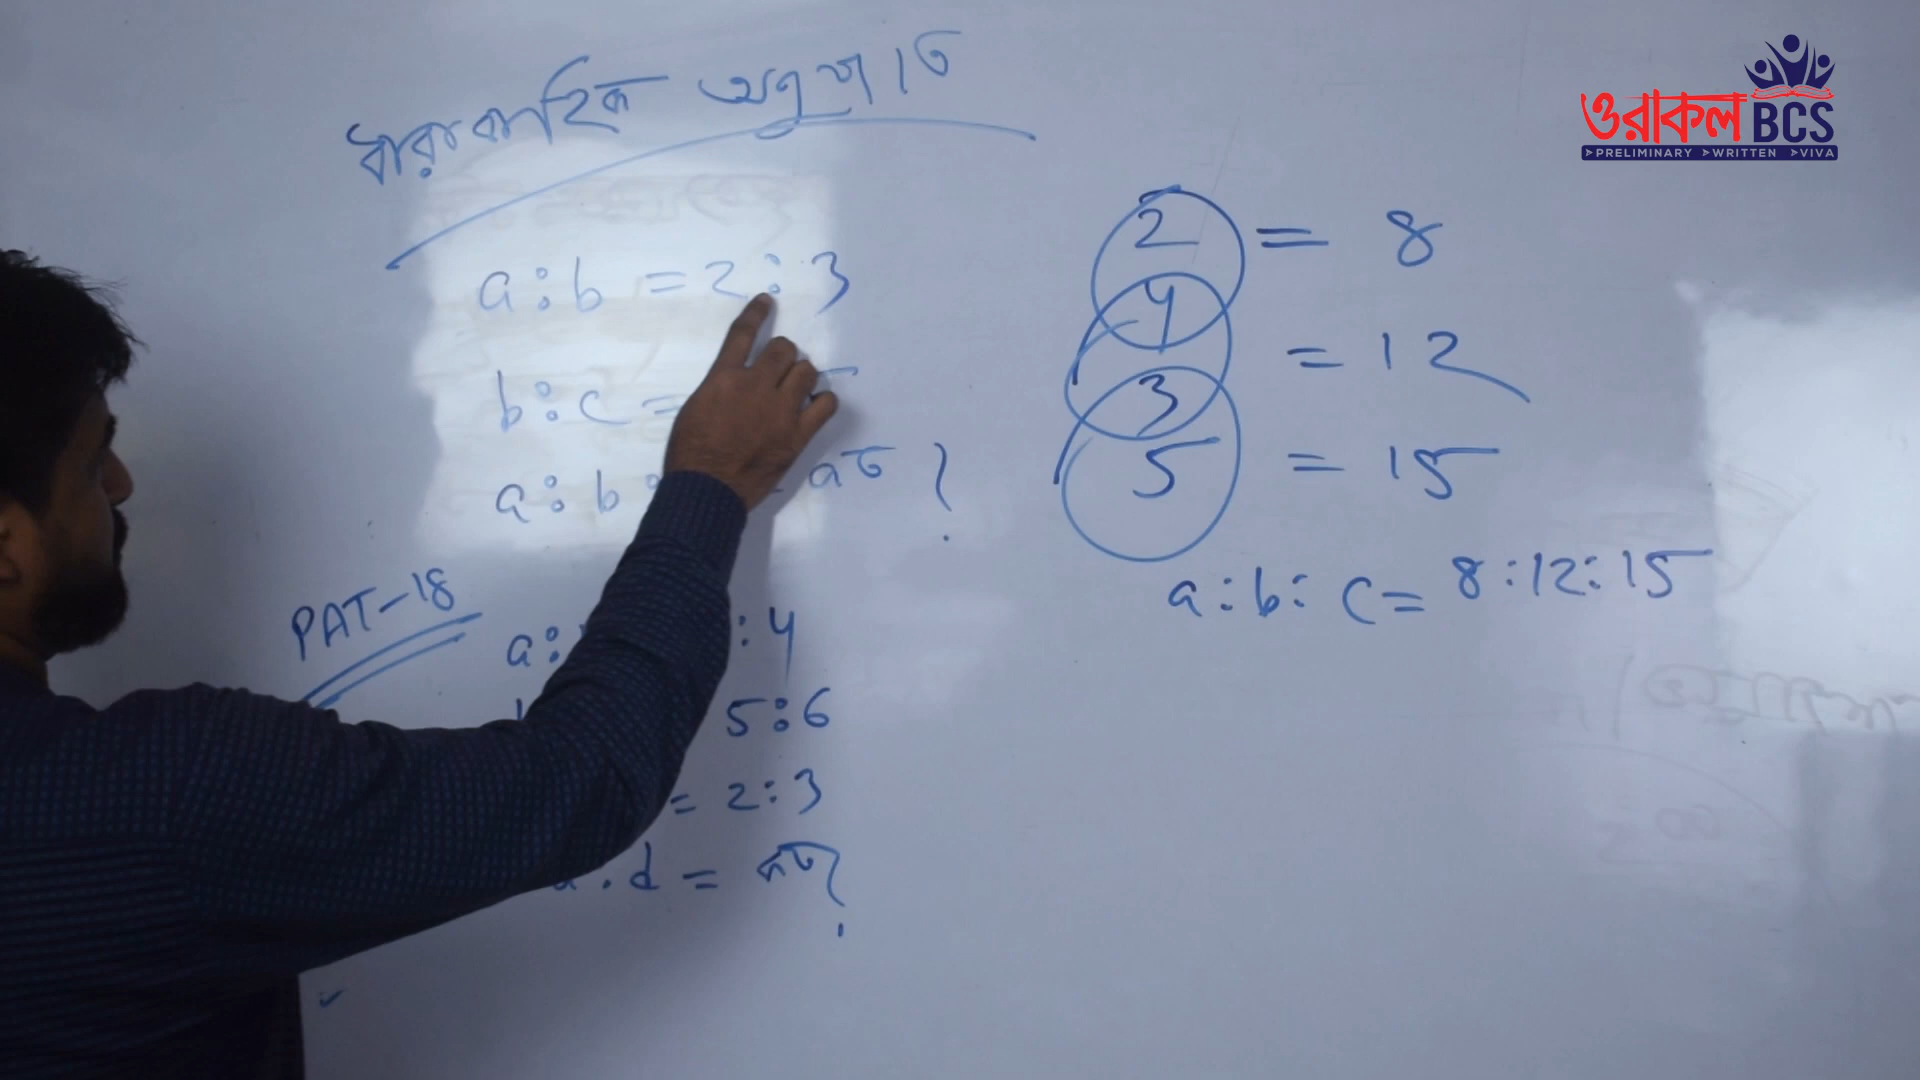 ধারাবাহিক অনুপাত
a : b = 2 : 3
b : c =
a : b : কত ?
PAT-18
a : : 4
5 : 6
= 2 : 3
a : d = কত ?
2 = 8
4
3 = 12
5 = 15
a : b : c = 8 : 12 : 15
ওরাকল BCS
➤PRELIMINARY ➤WRITTEN ➤VIVA